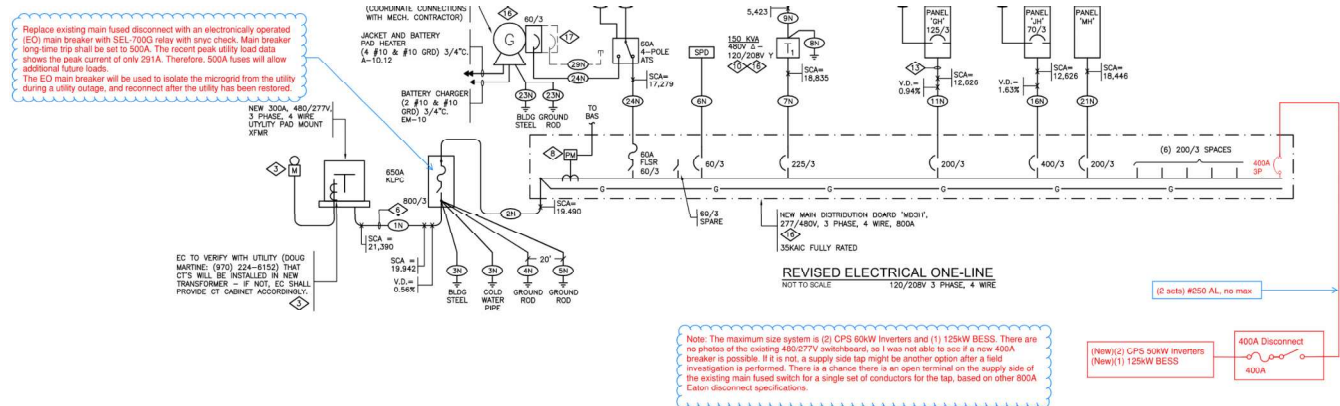 Replace existing main fused disconnect with an electronically operated
(EO) main breaker with SEL-700G relay with snyc check. Main breaker
long-time trip shall be set to 500A. The recent peak utility load data
shows the peak current of only 291A. Therefore, 500A fuses will allow
additional future loads.
The EO main breaker will be used to isolate the microgrid from the utility
during a utility outage, and reconnect after the utility has been restored.
(COORDINATE CONNECTIONS
WITH MECH. CONTRACTOR)
JACKET AND BATTERY
PAD HEATER
(4 #10 & #10 GRD) 3/4"C.
A-10.12
BATTERY CHARGER
(2 #10 & #10
GRD) 3/4"C.
EM-10
16
G
60/3
17
T
29N
24N
23N
23N
BLDG
STEEL
GROUND
ROD
60A
4-POLE
ATS
SCA=
17,279
24N
TO
BAS
SPD
6N
5,423
9N
150 KVA
480V Δ –
120/208V Y
10
16
T1
8N
SCA=
18,835
7N
PANEL
'GH'
125/3
13
V.D.=
0.94%
SCA=
12,626
11N
PANEL
'JH'
70/3
SCA=
12,626
V.D.=
1.63%
16N
PANEL
'MH'
SCA=
18,446
21N
NEW 300A, 480/277V,
3 PHASE, 4 WIRE
UTYLITY PAD MOUNT
XFMR
3
M
T
6
1N
SCA =
21,390
650A
KLPC
800/3
SCA =
19,942
V.D.=
0.56%
2N
SCA=
19,490
8
PM
60A
FLSR
60/3
60/3
225/3
200/3
400/3
200/3
(6) 200/3 SPACES
400A
3P
G
G
G
G
G
60/3
SPARE
NEW MAIN DISTRIBUTION BOARD 'MDSH',
277/480V, 3 PHASE, 4 WIRE, 800A
35KAIC FULLY RATED
3N
3N
4N
20'
5N
BLDG
STEEL
COLD
WATER
PIPE
GROUND
ROD
GROUND
ROD
EC TO VERIFY WITH UTILITY (DOUG
MARTINE: (970) 224-6152) THAT
CT'S WILL BE INSTALLED IN NEW
TRANSFORMER – IF NOT, EC SHALL
PROVIDE CT CABINET ACCORDINGLY.
3
REVISED ELECTRICAL ONE-LINE
NOT TO SCALE
120/208V 3 PHASE, 4 WIRE
(2 sets) #250 AL, no max
Note: The maximum size system is (2) CPS 60kW Inverters and (1) 125kW BESS. There are
no photos of the existing 480/277V switchboard, so I was not able to see if a new 400A
breaker is possible. If it is not, a supply side tap might be another option after a field
investigation is performed. There is a chance there is an open terminal on the supply side of
the existing main fused switch for a single set of conductors for the tap, based on other 800A
Eaton disconnect specifications.
(New)(2) CPS 50kW Inverters
(New)(1) 125kW BESS
400A Disconnect
400A